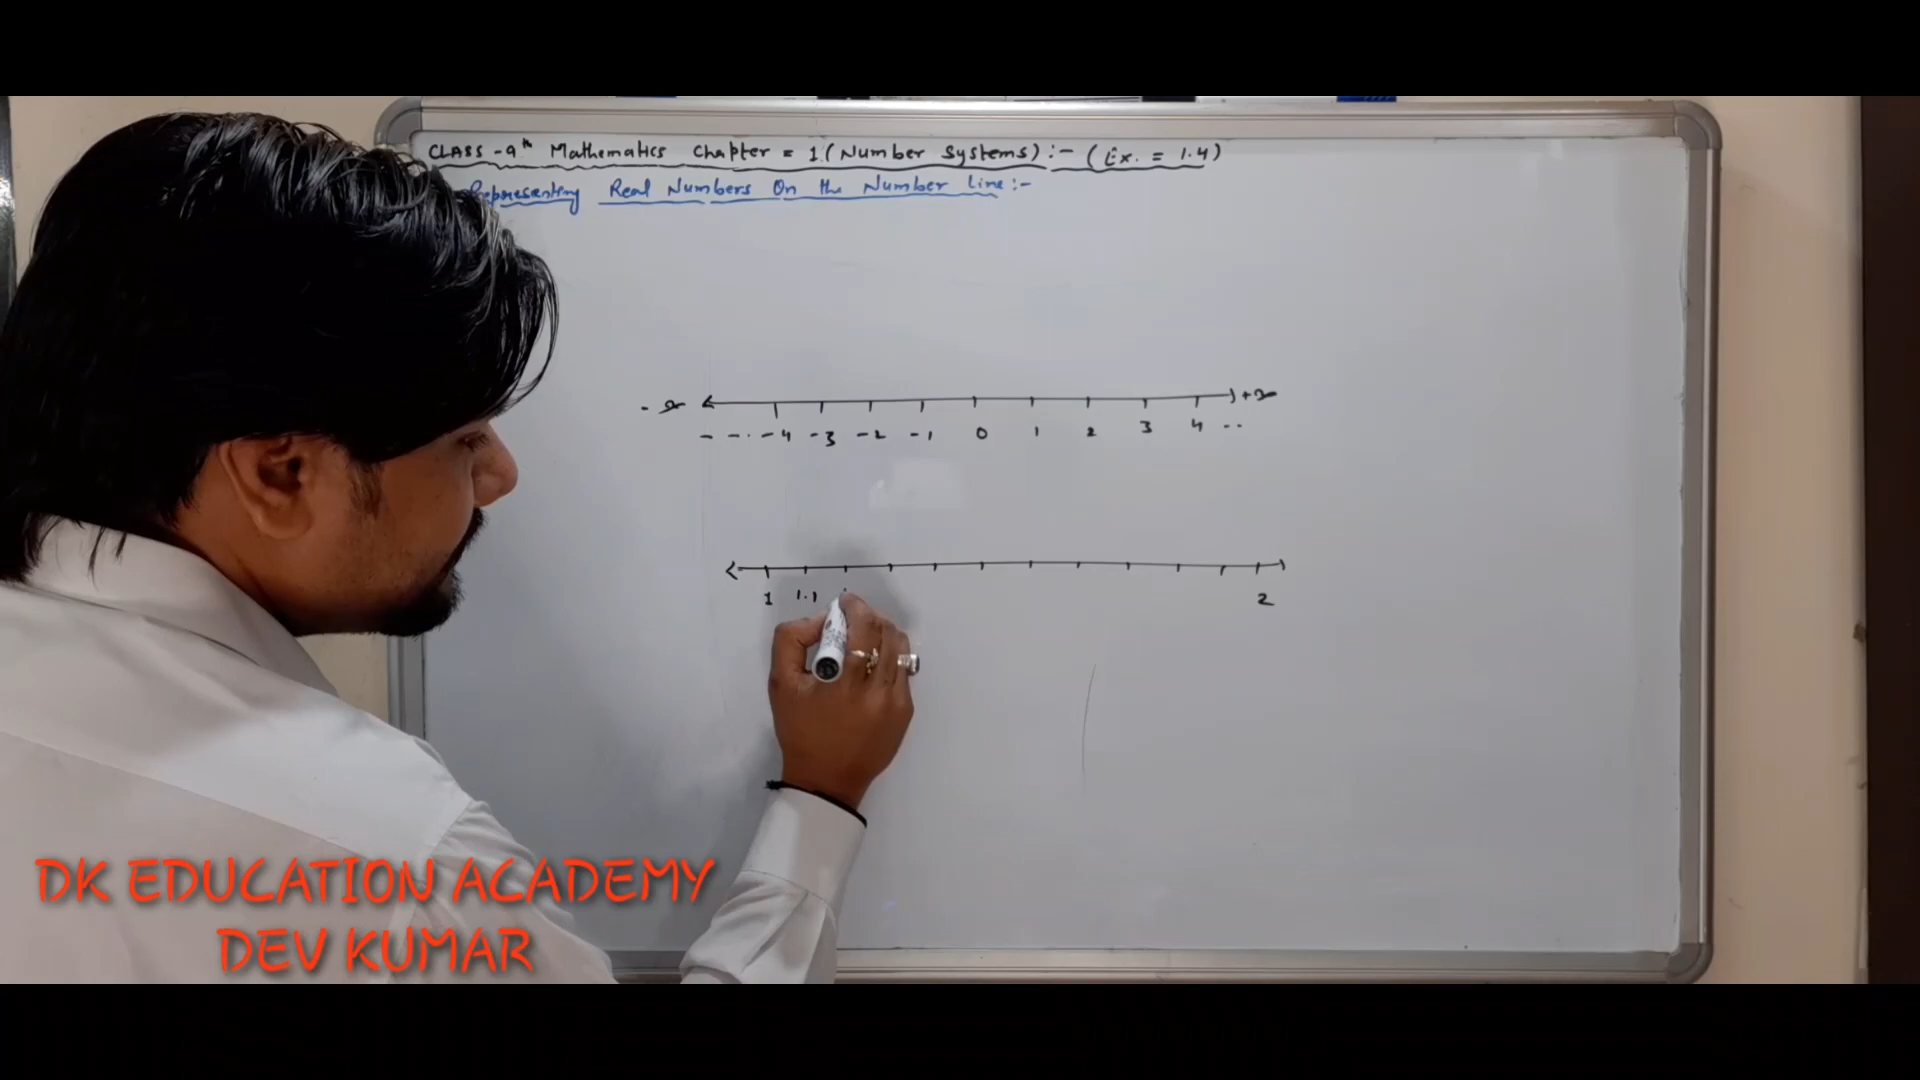 CLASS - 9th Mathematics Chapter = 1 (Number Systems) :- (Ex. = 1.4)
Representing Real Numbers On the Number Line :-
- ∞ +∞
- - . -4 -3 -2 -1 0 1 2 3 4 - -
1 1.1 2
DK EDUCATION ACADEMY
DEV KUMAR